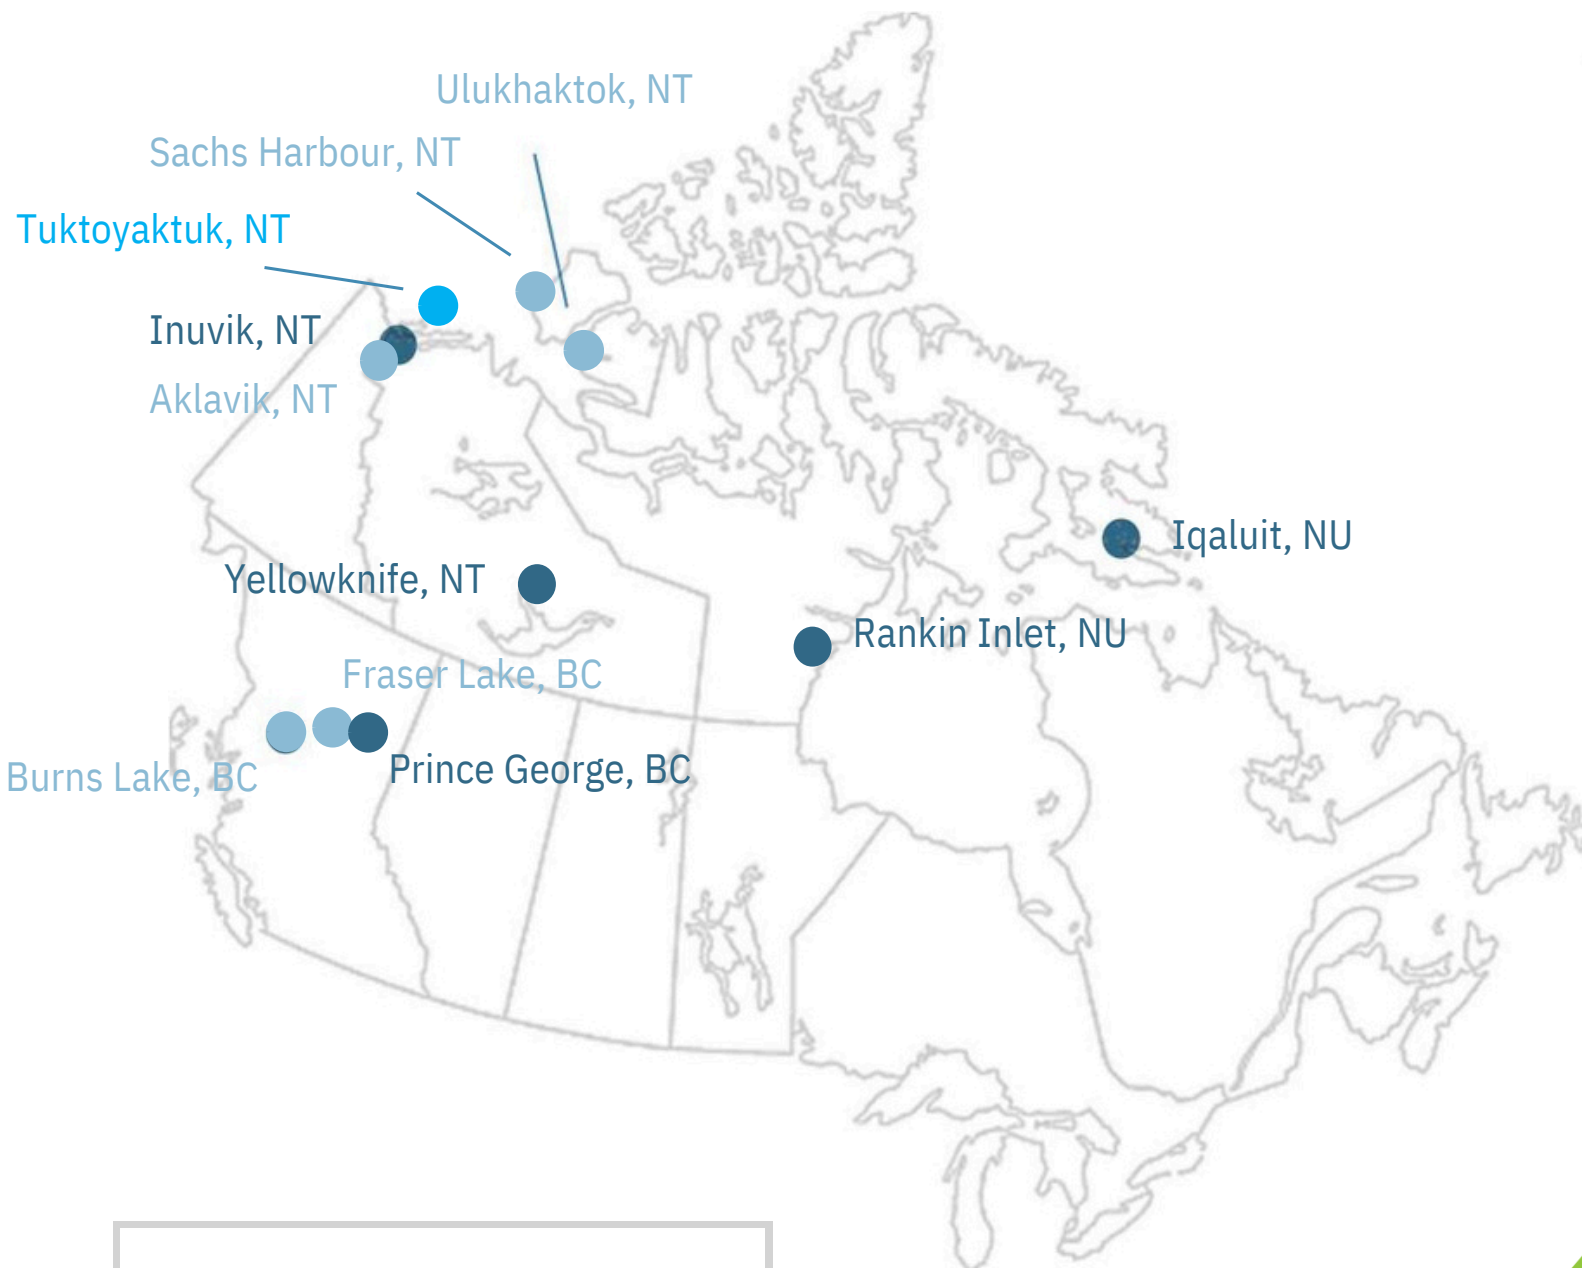 Ulukhaktok, NT
Sachs Harbour, NT
Tuktoyaktuk, NT
Inuvik, NT
Aklavik, NT
Iqaluit, NU
Yellowknife, NT
Rankin Inlet, NU
Fraser Lake, BC
Prince George, BC
Burns Lake, BC